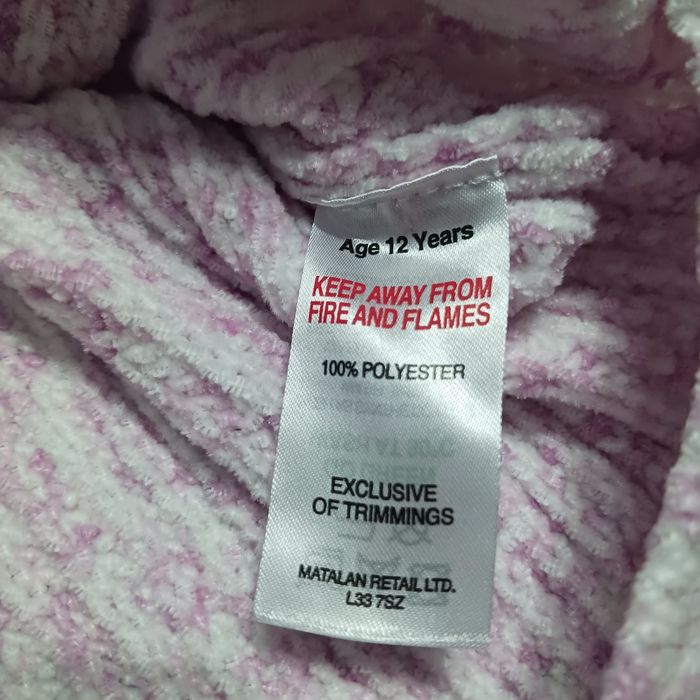 Age 12 Years
KEEP AWAY FROM
FIRE AND FLAMES
100% POLYESTER
EXCLUSIVE
OF TRIMMINGS
MATALAN RETAIL LTD.
L33 7SZ